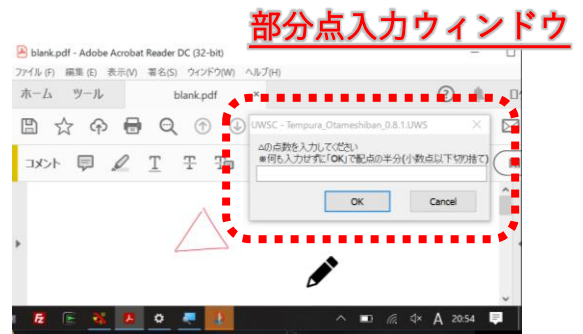 部分点入力ウィンドウ
blank.pdf - Adobe Acrobat Reader DC (32-bit)
ファイル(F) 編集(E) 表示(V) 署名(S) ウィンドウ(W) ヘルプ(H)
ホーム ツール blank.pdf ×
UWSC - Tempura_Otameshiban_0.8.1.UWS
コメント T T
△の点数を入力してください
※何も入力せずに「OK」で配点の半分(小数点以下切捨て)
OK Cancel
A 20:54